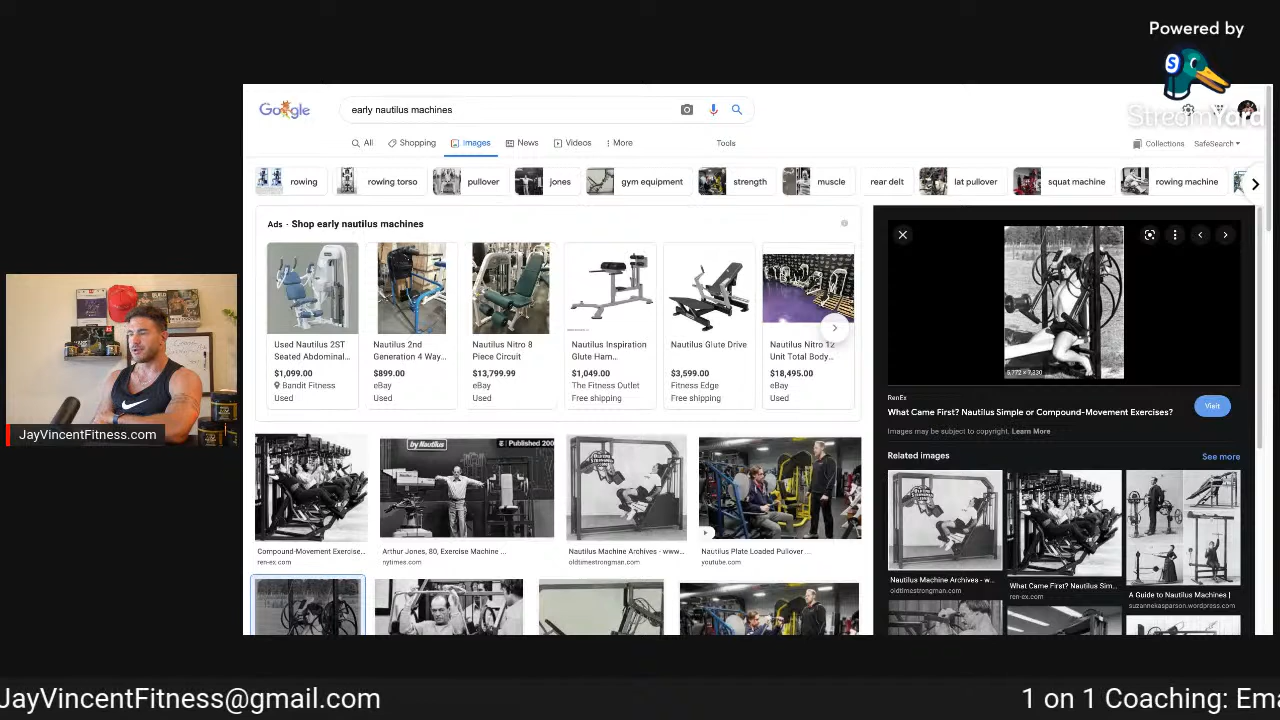 Powered by
S
StreamYard
Google
early nautilus machines
All
Shopping
Images
News
Videos
More
Tools
Collections
SafeSearch
rowing
rowing torso
pullover
jones
gym equipment
strength
muscle
rear delt
lat pullover
squat machine
rowing machine
Ads · Shop early nautilus machines
Used Nautilus 2ST
Seated Abdominal...
$1,099.00
Bandit Fitness
Used
Nautilus 2nd
Generation 4 Way...
$899.00
eBay
Used
Nautilus Nitro 8
Piece Circuit
$13,799.99
eBay
Used
Nautilus Inspiration
Glute Ham...
$1,049.00
The Fitness Outlet
Free shipping
Nautilus Glute Drive
$3,599.00
Fitness Edge
Free shipping
Nautilus Nitro 12
Unit Total Body...
$18,495.00
eBay
Used
by Nautilus
Published 200
Compound-Movement Exercise...
ren-ex.com
Arthur Jones, 80, Exercise Machine ...
nytimes.com
Nautilus Machine Archives - www...
oldtimestrongman.com
Nautilus Plate Loaded Pullover ...
youtube.com
5,772 × 7,330
RenEx
What Came First? Nautilus Simple or Compound-Movement Exercises?
Visit
Images may be subject to copyright. Learn More
Related images
See more
Nautilus Machine Archives - w...
oldtimestrongman.com
What Came First? Nautilus Sim...
ren-ex.com
A Guide to Nautilus Machines |
suzannekasparson.wordpress.com
JayVincentFitness.com
JayVincentFitness@gmail.com
1 on 1 Coaching: Ema